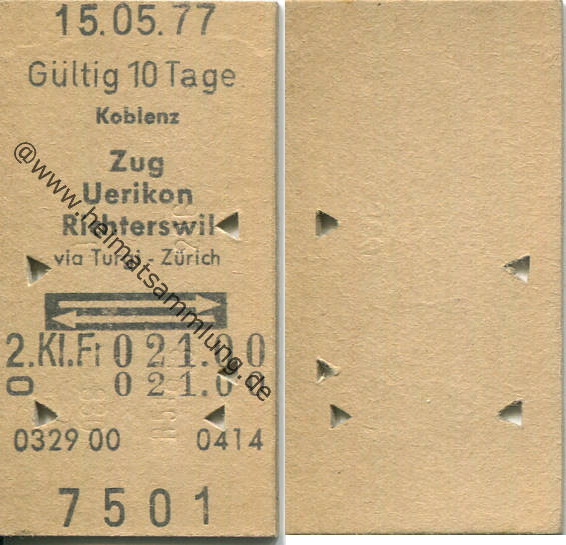 15.05.77
Gültig 10 Tage
Koblenz
Zug
Uerikon
Richterswil
via Turgi - Zürich
2.Kl.Fr 021.00
0 021.00
0329 00 0414
7501
@www.heimatsammlung.de